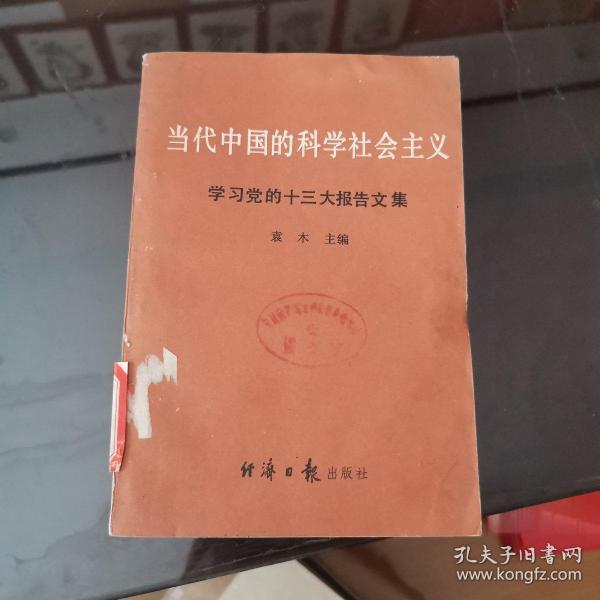 当代中国的科学社会主义
学习党的十三大报告文集
袁木 主编
经济日报出版社
孔夫子旧书网
www.kongfz.com